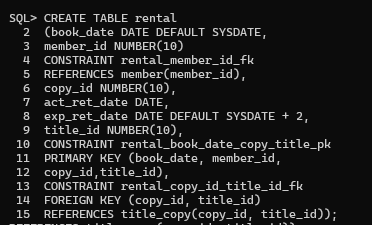 SQL> CREATE TABLE rental
2 (book_date DATE DEFAULT SYSDATE,
3 member_id NUMBER(10)
4 CONSTRAINT rental_member_id_fk
5 REFERENCES member(member_id),
6 copy_id NUMBER(10),
7 act_ret_date DATE,
8 exp_ret_date DATE DEFAULT SYSDATE + 2,
9 title_id NUMBER(10),
10 CONSTRAINT rental_book_date_copy_title_pk
11 PRIMARY KEY (book_date, member_id,
12 copy_id,title_id),
13 CONSTRAINT rental_copy_id_title_id_fk
14 FOREIGN KEY (copy_id, title_id)
15 REFERENCES title_copy(copy_id, title_id));